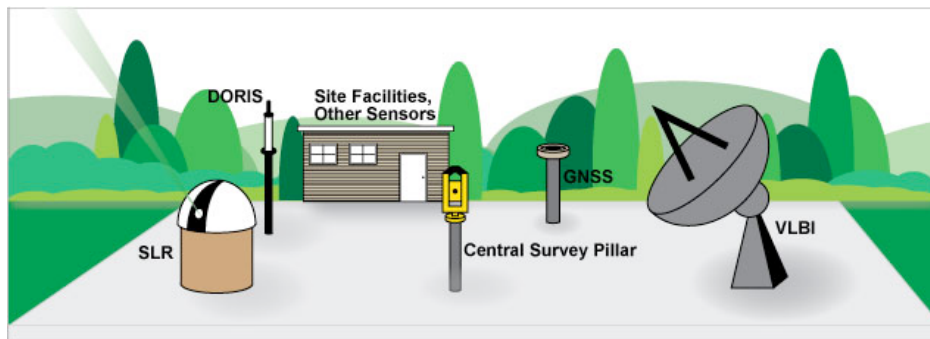 DORIS
Site Facilities,
Other Sensors
GNSS
SLR
Central Survey Pillar
VLBI